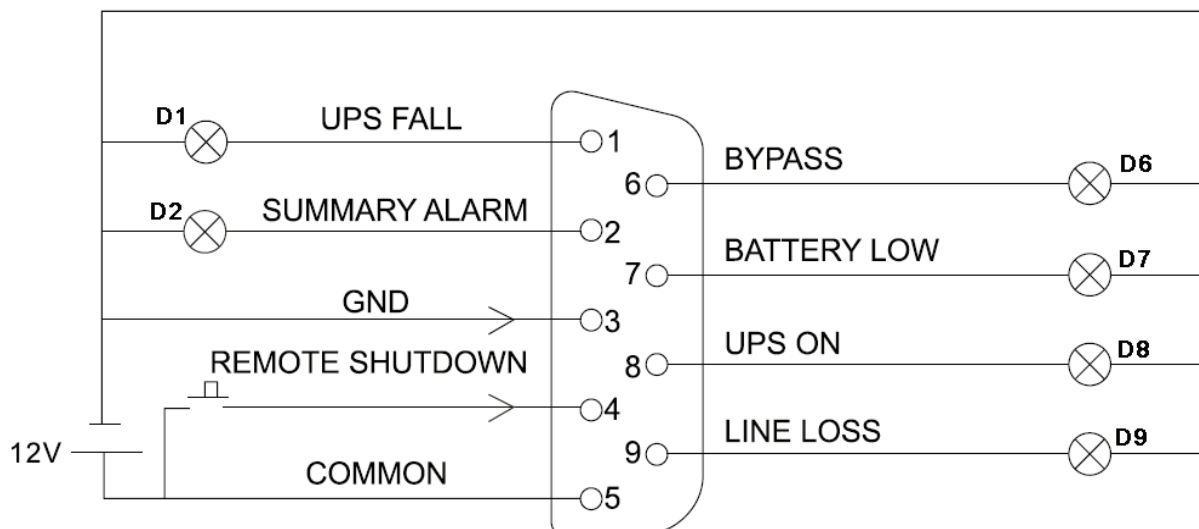 D1
UPS FALL
1
D2
SUMMARY ALARM
2
GND
3
REMOTE SHUTDOWN
4
12V
COMMON
5
BYPASS
6
D6
BATTERY LOW
7
D7
UPS ON
8
D8
LINE LOSS
9
D9